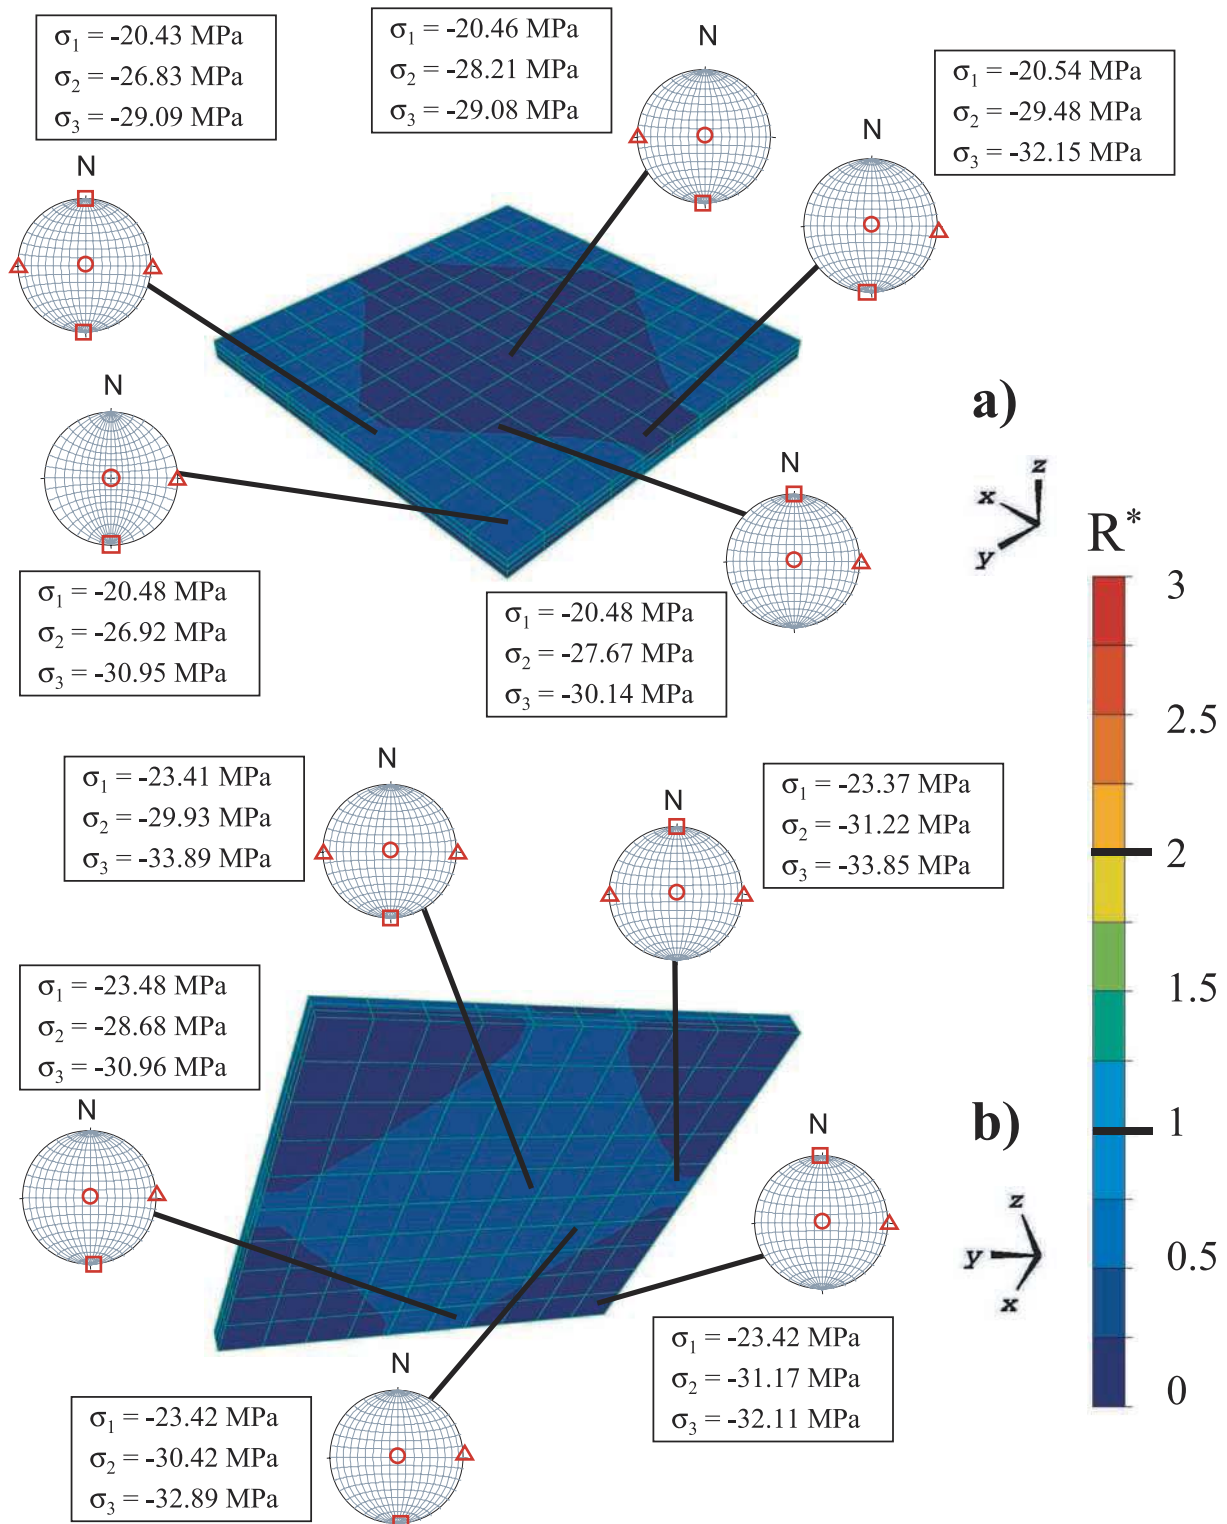 σ1 = -20.43 MPa
σ2 = -26.83 MPa
σ3 = -29.09 MPa
σ1 = -20.46 MPa
σ2 = -28.21 MPa
σ3 = -29.08 MPa
N
σ1 = -20.54 MPa
σ2 = -29.48 MPa
σ3 = -32.15 MPa
N
N
N
a)
z
x
y
N
R*
σ1 = -20.48 MPa
σ2 = -26.92 MPa
σ3 = -30.95 MPa
σ1 = -20.48 MPa
σ2 = -27.67 MPa
σ3 = -30.14 MPa
3
2.5
2
1.5
1
0.5
0
σ1 = -23.41 MPa
σ2 = -29.93 MPa
σ3 = -33.89 MPa
N
N
σ1 = -23.37 MPa
σ2 = -31.22 MPa
σ3 = -33.85 MPa
σ1 = -23.48 MPa
σ2 = -28.68 MPa
σ3 = -30.96 MPa
N
N
b)
z
y
x
σ1 = -23.42 MPa
σ2 = -31.17 MPa
σ3 = -32.11 MPa
N
σ1 = -23.42 MPa
σ2 = -30.42 MPa
σ3 = -32.89 MPa